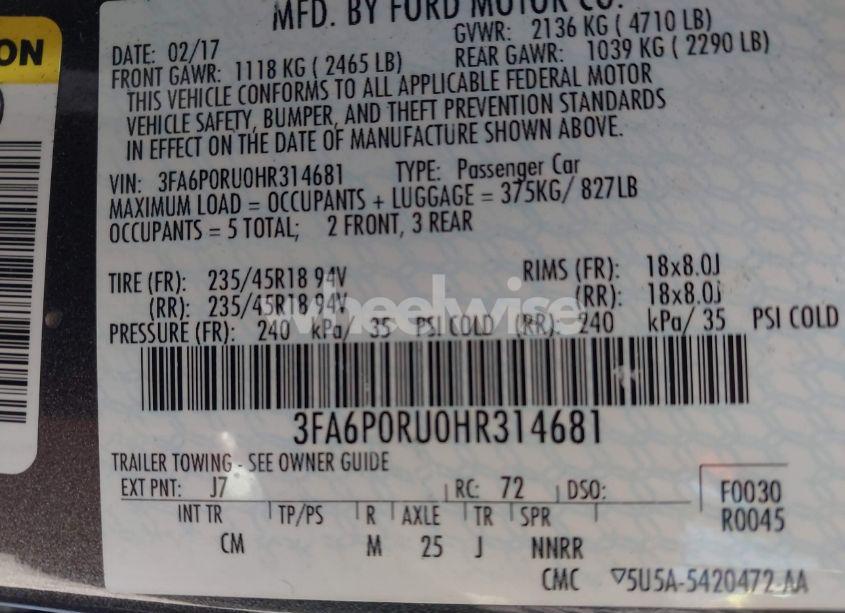 ON
MFD. BY FORD MOTOR CO.
DATE: 02/17 GVWR: 2136 KG ( 4710 LB)
FRONT GAWR: 1118 KG ( 2465 LB) REAR GAWR: 1039 KG ( 2290 LB)
THIS VEHICLE CONFORMS TO ALL APPLICABLE FEDERAL MOTOR
VEHICLE SAFETY, BUMPER, AND THEFT PREVENTION STANDARDS
IN EFFECT ON THE DATE OF MANUFACTURE SHOWN ABOVE.
VIN: 3FA6P0RU0HR314681 TYPE: Passenger Car
MAXIMUM LOAD = OCCUPANTS + LUGGAGE = 375KG/ 827LB
OCCUPANTS = 5 TOTAL; 2 FRONT, 3 REAR
TIRE (FR): 235/45R18 94V RIMS (FR): 18x8.0J
(RR): 235/45R18 94V (RR): 18x8.0J
wheelwise
PRESSURE (FR): 240 kPa/ 35 PSI COLD (RR): 240 kPa/ 35 PSI COLD
3FA6P0RU0HR314681
TRAILER TOWING - SEE OWNER GUIDE
EXT PNT: J7 RC: 72 DSO: F0030
INT TR TP/PS R AXLE TR SPR R0045
CM M 25 J NNRR
CMC ▽5U5A-5420472-AA